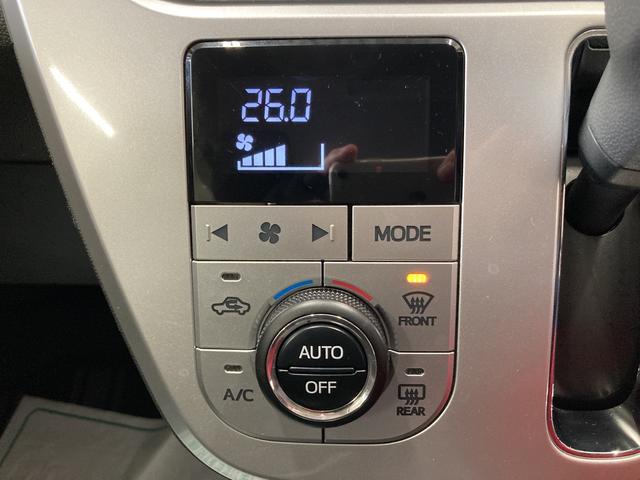 26.0
MODE
FRONT
AUTO
OFF
A/C
REAR